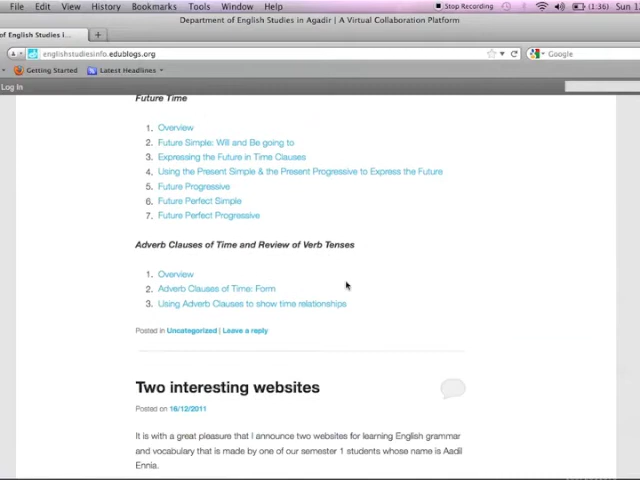 File Edit View History Bookmarks Tools Window Help
Stop Recording
(1:36) Sun
Department of English Studies in Agadir | A Virtual Collaboration Platform
of English Studies i...
englishstudiesinfo.edublogs.org
Google
Getting Started
Latest Headlines
Log In
Future Time
1. Overview
2. Future Simple: Will and Be going to
3. Expressing the Future in Time Clauses
4. Using the Present Simple & the Present Progressive to Express the Future
5. Future Progressive
6. Future Perfect Simple
7. Future Perfect Progressive
Adverb Clauses of Time and Review of Verb Tenses
1. Overview
2. Adverb Clauses of Time: Form
3. Using Adverb Clauses to show time relationships
Posted in Uncategorized | Leave a reply
Two interesting websites
Posted on 16/12/2011
It is with a great pleasure that I announce two websites for learning English grammar
and vocabulary that is made by one of our semester 1 students whose name is Aadil
Ennia.